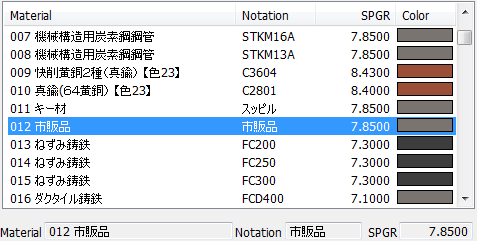 Material Notation SPGR Color
007 機械構造用炭素鋼鋼管 STKM16A 7.8500
008 機械構造用炭素鋼鋼管 STKM13A 7.8500
009 快削黄銅2種(真鍮)【色23】 C3604 8.4300
010 真鍮(64黄銅)【色23】 C2801 8.4000
011 キー材 スッピル 7.8500
012 市販品 市販品 7.8500
013 ねずみ鋳鉄 FC200 7.3000
014 ねずみ鋳鉄 FC250 7.3000
015 ねずみ鋳鉄 FC300 7.3000
016 ダクタイル鋳鉄 FCD400 7.1000
Material 012 市販品 Notation 市販品 SPGR 7.8500